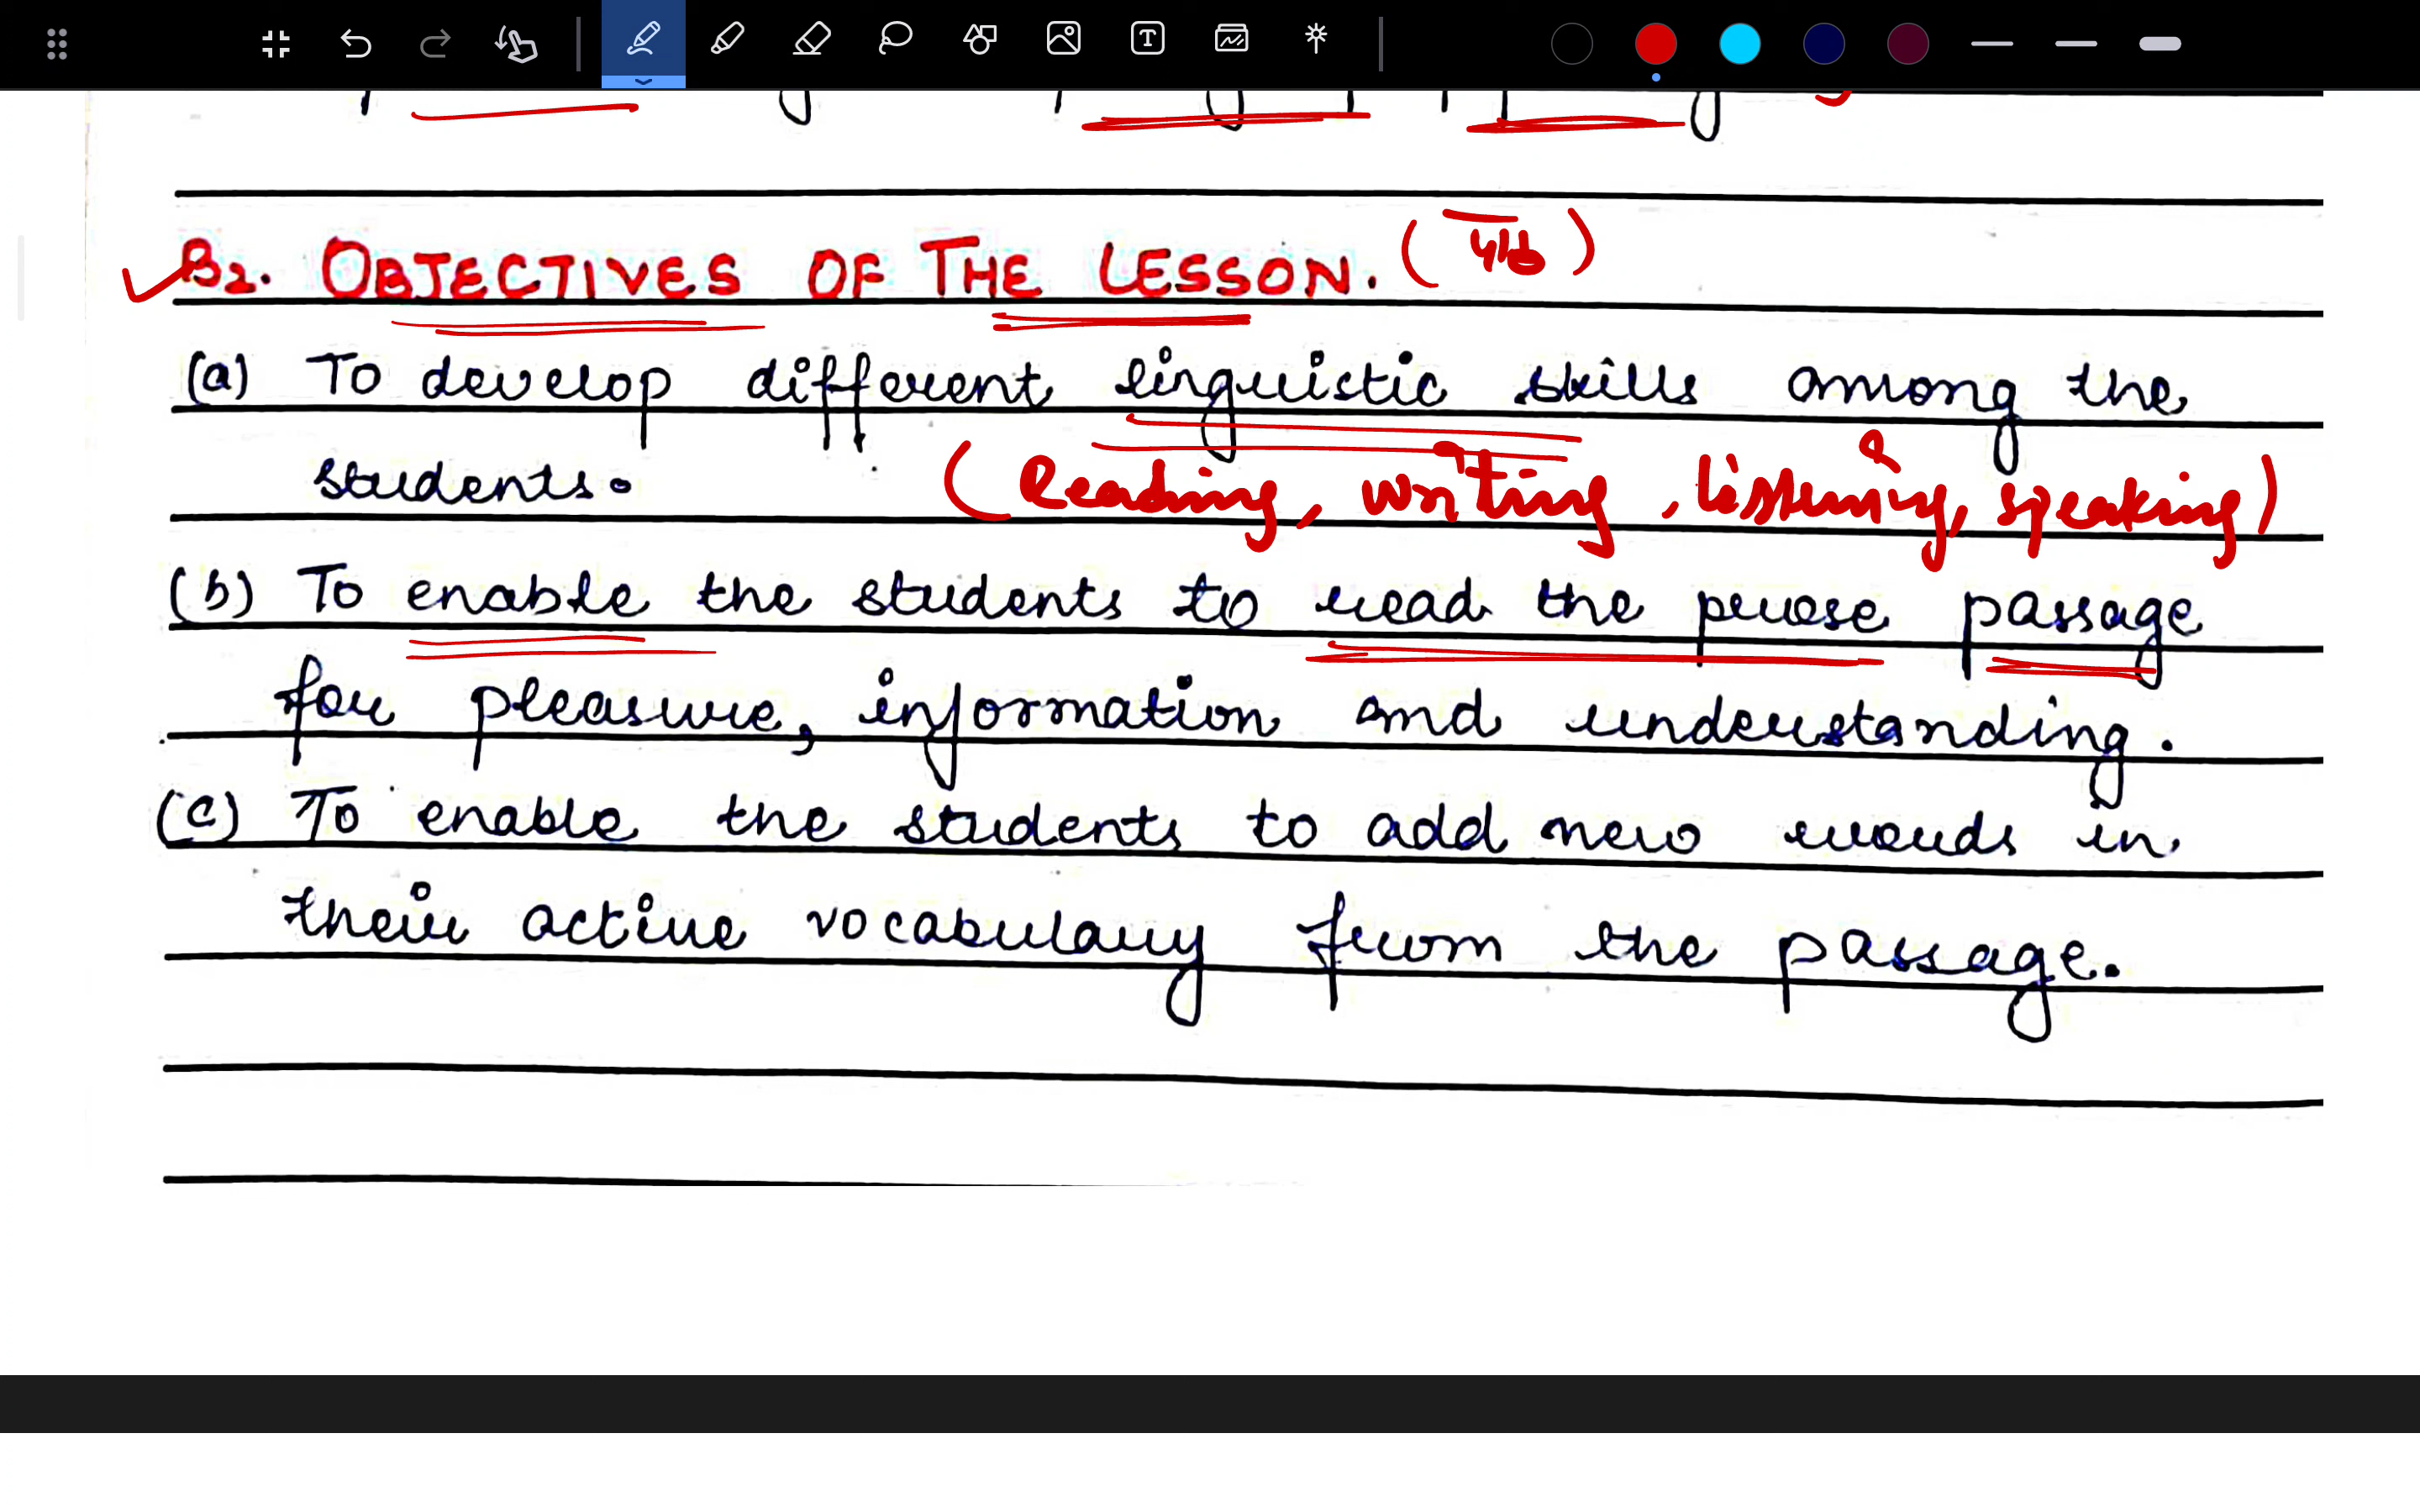 B2. OBJECTIVES OF THE LESSON.
(a) To develop different linguistic skills among the
students. (Reading, writing, listening, speaking)
(b) To enable the students to read the prose passage
for pleasure, information and understanding.
(c) To enable the students to add new words in
their active vocabulary from the passage.